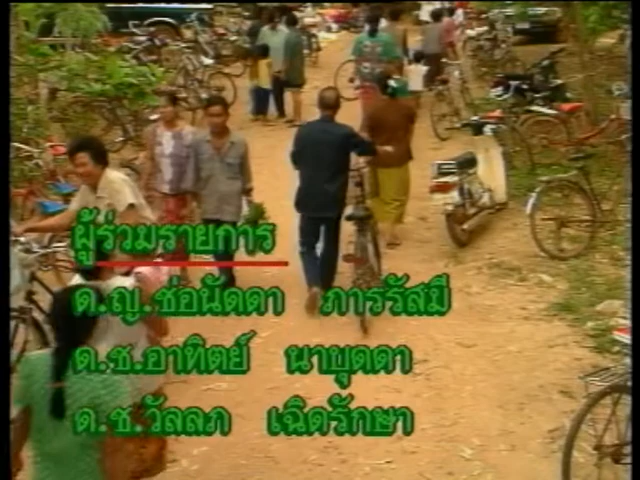 ผู้ร่วมรายการ
ด.ญ.ช่อนัดดา ภารรัสมี
ด.ช.อาทิตย์ นาบุดดา
ด.ช.วัลลภ เฉิดรักษา